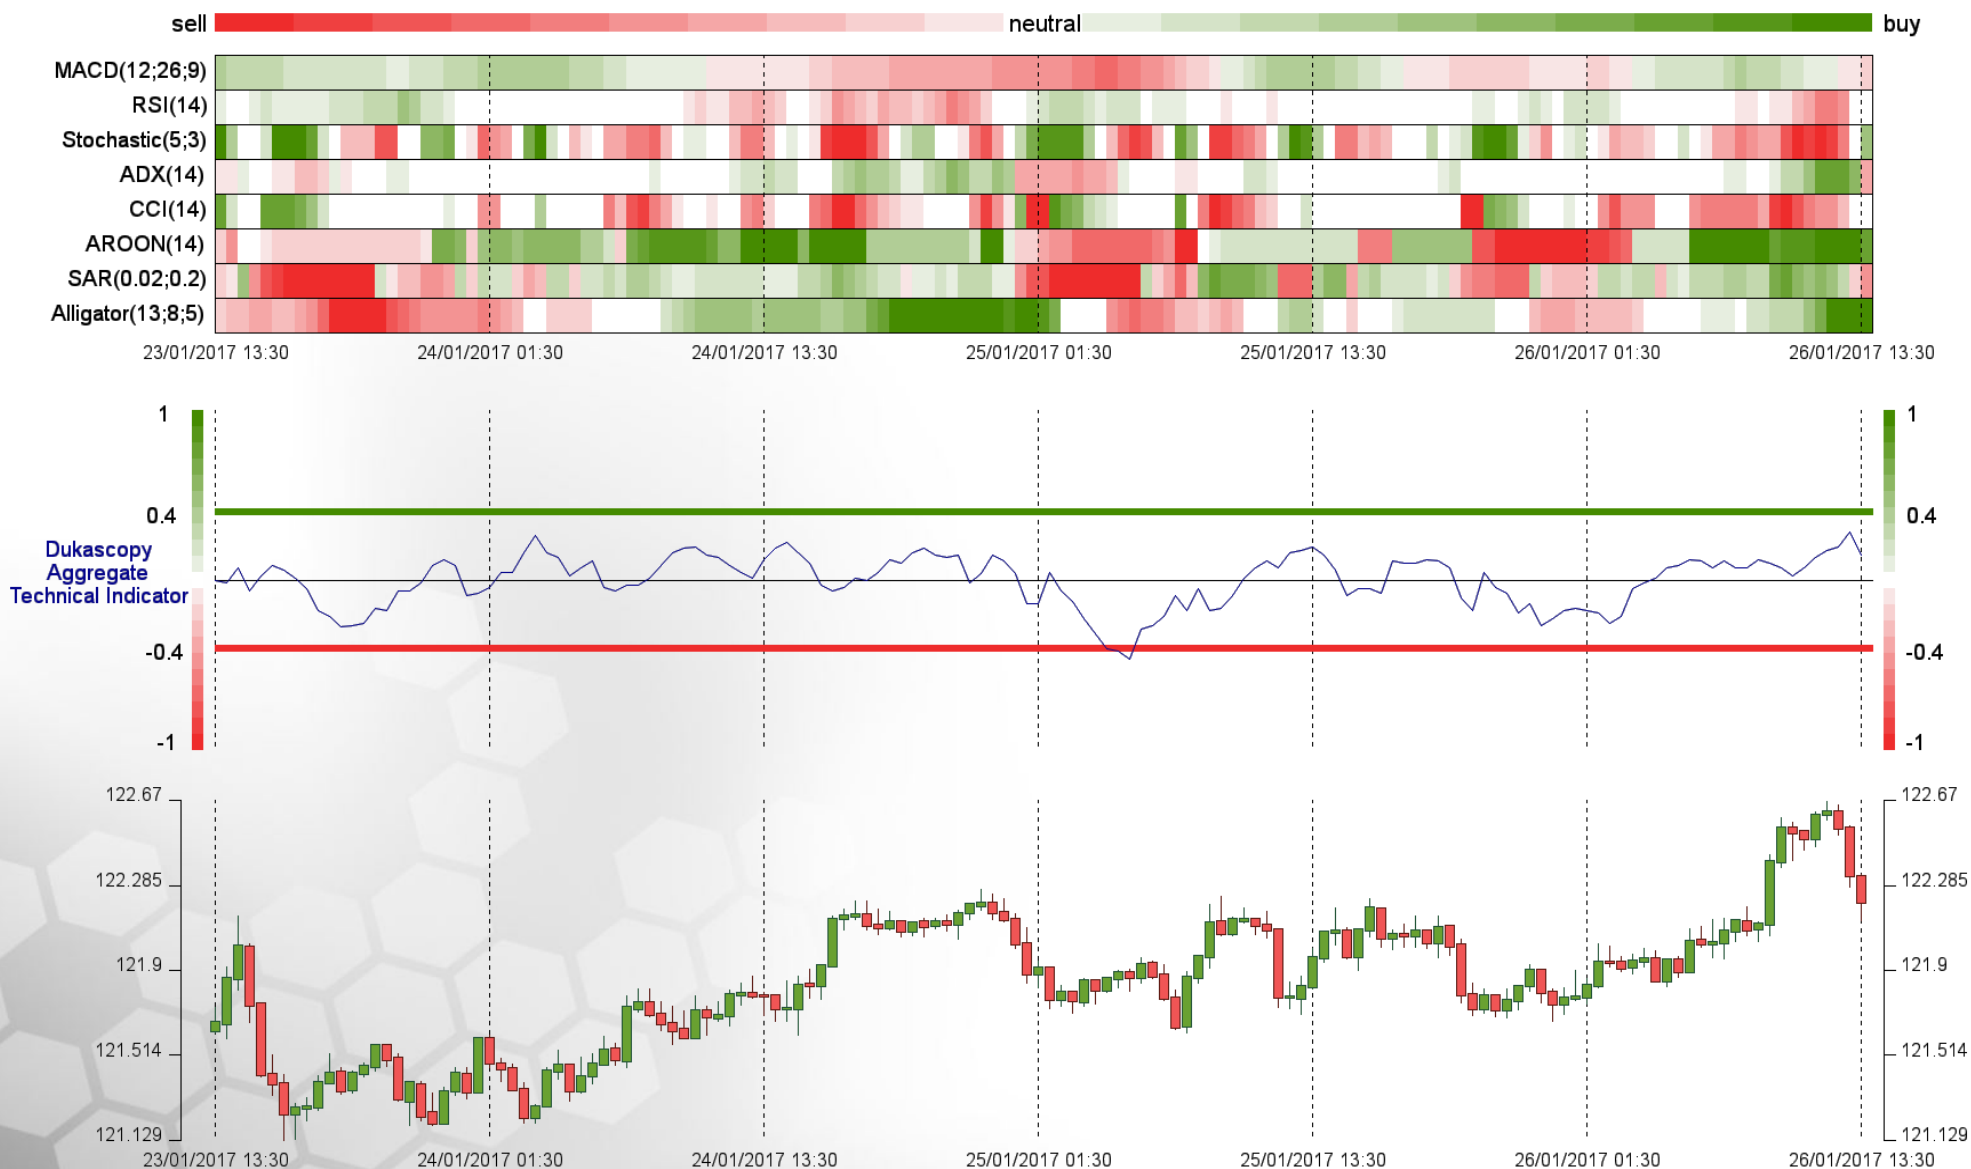 sell neutral buy
MACD(12;26;9)
RSI(14)
Stochastic(5;3)
ADX(14)
CCI(14)
AROON(14)
SAR(0.02;0.2)
Alligator(13;8;5)
23/01/2017 13:30 24/01/2017 01:30 24/01/2017 13:30 25/01/2017 01:30 25/01/2017 13:30 26/01/2017 01:30 26/01/2017 13:30
1 1
0.4 0.4
Dukascopy
Aggregate
Technical Indicator
-0.4 -0.4
-1 -1
122.67 122.67
122.285 122.285
121.9 121.9
121.514 121.514
121.129 121.129
23/01/2017 13:30 24/01/2017 01:30 24/01/2017 13:30 25/01/2017 01:30 25/01/2017 13:30 26/01/2017 01:30 26/01/2017 13:30